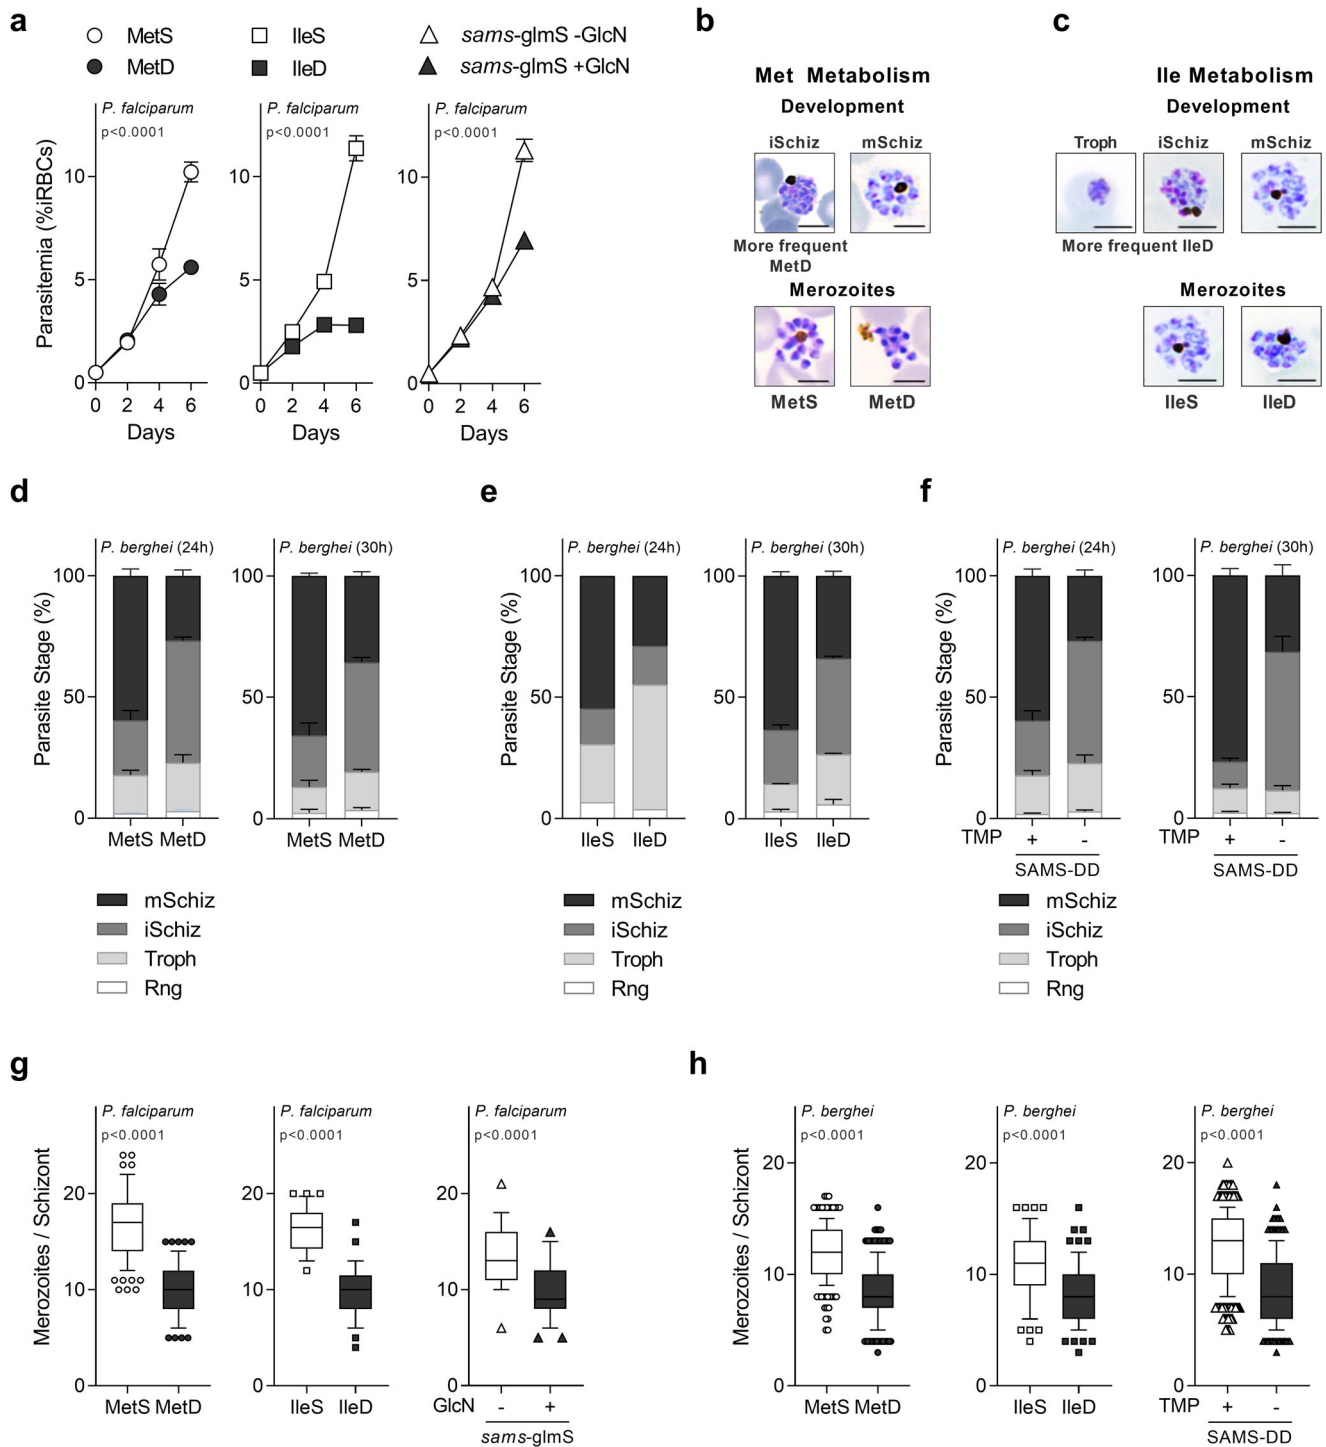 a
MetS
MetD
IleS
IleD
sams-glmS -GlcN
sams-glmS +GlcN
Parasitemia (%iRBCs)
P. falciparum
p<0.0001
10
5
0
0 2 4 6
Days
P. falciparum
p<0.0001
10
5
0
0 2 4 6
Days
P. falciparum
p<0.0001
10
5
0
0 2 4 6
Days
b
Met Metabolism
Development
iSchiz mSchiz
More frequent
MetD
Merozoites
MetS MetD
c
Ile Metabolism
Development
Troph iSchiz mSchiz
More frequent IleD
Merozoites
IleS IleD
d
Parasite Stage (%)
P. berghei (24h)
100
50
0
MetS MetD
P. berghei (30h)
100
50
0
MetS MetD
mSchiz
iSchiz
Troph
Rng
e
Parasite Stage (%)
P. berghei (24h)
100
50
0
IleS IleD
P. berghei (30h)
100
50
0
IleS IleD
mSchiz
iSchiz
Troph
Rng
f
Parasite Stage (%)
P. berghei (24h)
100
50
0
TMP + -
SAMS-DD
P. berghei (30h)
100
50
0
TMP + -
SAMS-DD
mSchiz
iSchiz
Troph
Rng
g
Merozoites / Schizont
P. falciparum
p<0.0001
20
10
0
MetS MetD
P. falciparum
p<0.0001
20
10
0
IleS IleD
P. falciparum
p<0.0001
20
10
0
GlcN - +
sams-glmS
h
Merozoites / Schizont
P. berghei
p<0.0001
20
10
0
MetS MetD
P. berghei
p<0.0001
20
10
0
IleS IleD
P. berghei
p<0.0001
20
10
0
TMP + -
SAMS-DD